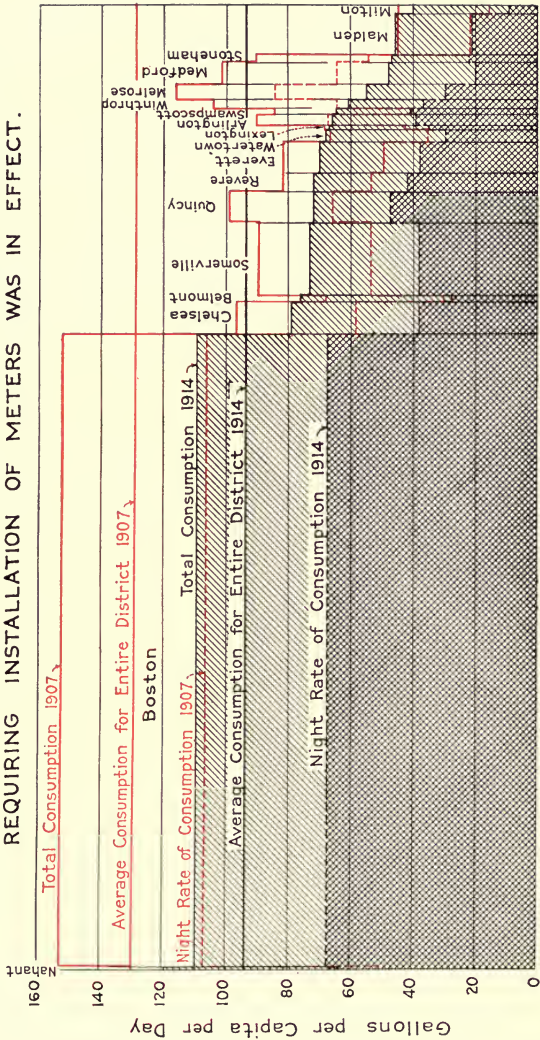 REQUIRING INSTALLATION OF METERS WAS IN EFFECT.
Gallons per Capita per Day
160
140
120
100
80
60
40
20
0
Nahant
Total Consumption 1907
Average Consumption for Entire District 1907
Boston
Night Rate of Consumption 1907
Total Consumption 1914
Average Consumption for Entire District 1914
Night Rate of Consumption 1914
Chelsea
Belmont
Somerville
Quincy
Revere
Everett
Watertown
Lexington
Arlington
Swampscott
Winthrop
Melrose
Medford
Stoneham
Malden
Milton